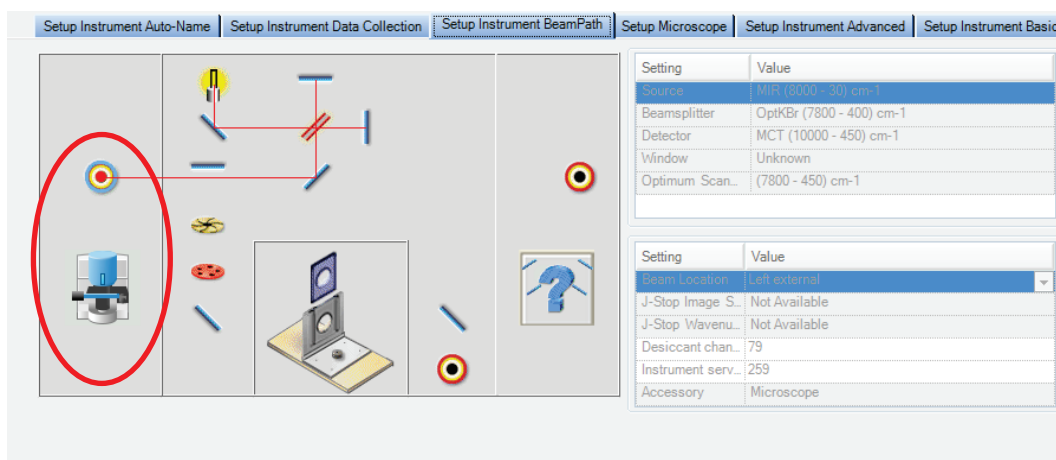 Setup Instrument Auto-Name Setup Instrument Data Collection Setup Instrument BeamPath Setup Microscope Setup Instrument Advanced Setup Instrument Basic
Setting Value
Source MIR (8000 - 30) cm-1
Beamsplitter OptKBr (7800 - 400) cm-1
Detector MCT (10000 - 450) cm-1
Window Unknown
Optimum Scan... (7800 - 450) cm-1
Setting Value
Beam Location Left external
J-Stop Image S... Not Available
J-Stop Wavenu... Not Available
Desiccant chan... 79
Instrument serv... 259
Accessory Microscope
?